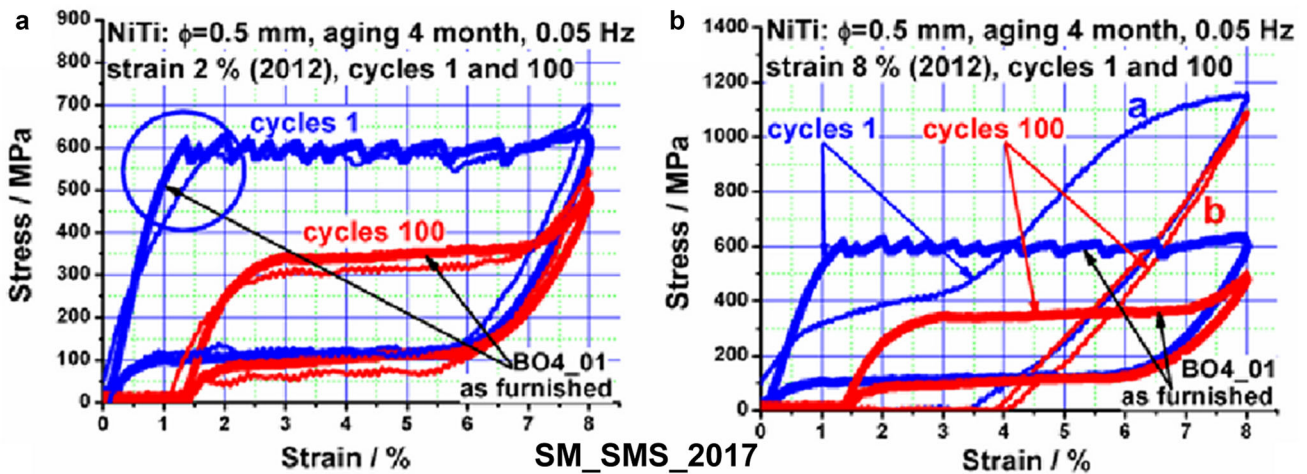 a
NiTi: ϕ=0.5 mm, aging 4 month, 0.05 Hz
strain 2 % (2012), cycles 1 and 100
900
800
700
600
500
400
300
200
100
0
Stress / MPa
cycles 1
cycles 100
BO4_01
as furnished
0 1 2 3 4 5 6 7 8
Strain / %
b
NiTi: ϕ=0.5 mm, aging 4 month, 0.05 Hz
strain 8 % (2012), cycles 1 and 100
1400
1200
1000
800
600
400
200
0
Stress / MPa
a
cycles 1
cycles 100
b
BO4_01
as furnished
0 1 2 3 4 5 6 7 8
Strain / %
SM_SMS_2017